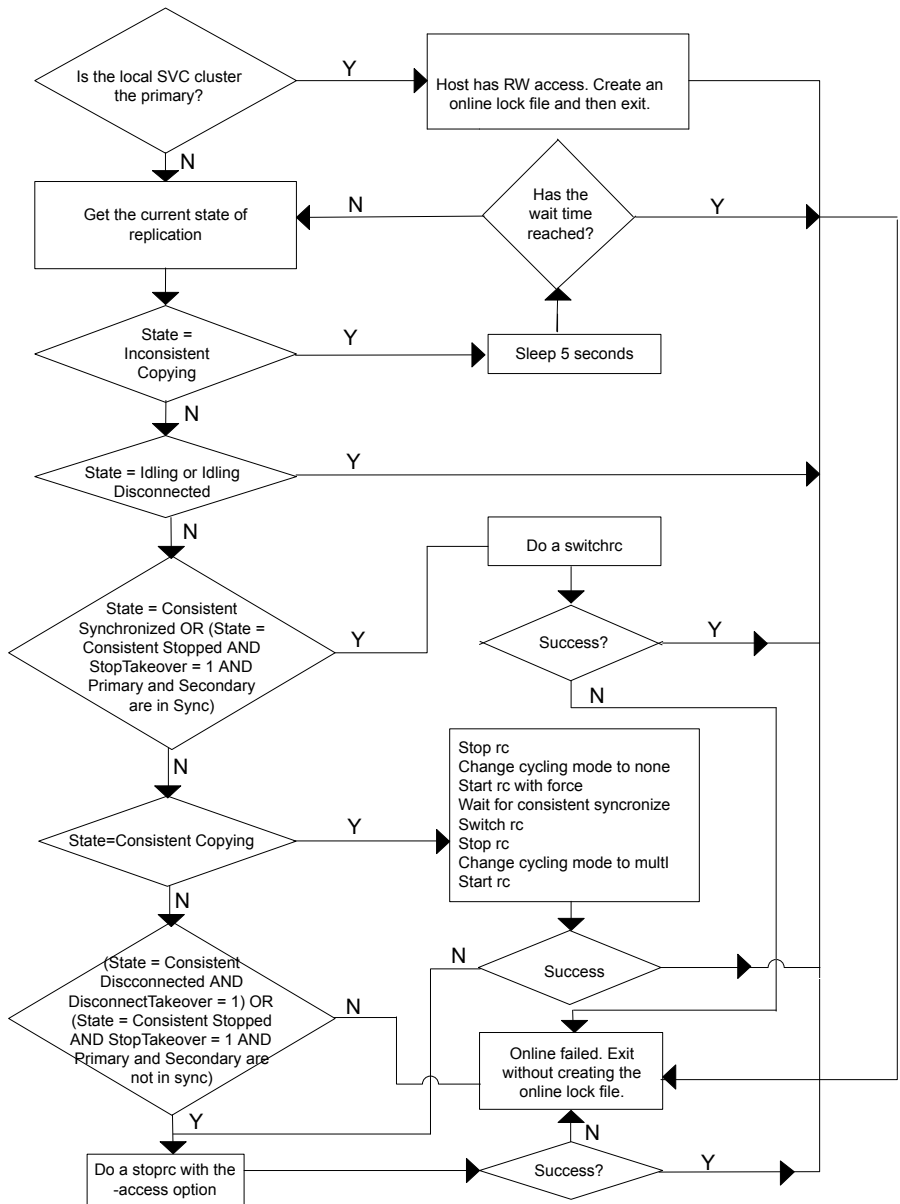 Is the local SVC cluster
the primary?
Y
Host has RW access. Create an
online lock file and then exit.
N
Get the current state of
replication
N
Has the
wait time
reached?
Y
State =
Inconsistent
Copying
Y
Sleep 5 seconds
N
State = Idling or Idling
Disconnected
Y
N
Do a switchrc
State = Consistent
Synchronized OR (State =
Consistent Stopped AND
StopTakeover = 1 AND
Primary and Secondary
are in Sync)
Y
Success?
Y
N
N
Stop rc
Change cycling mode to none
Start rc with force
Wait for consistent syncronize
Switch rc
Stop rc
Change cycling mode to multI
Start rc
State=Consistent Copying
Y
N
(State = Consistent
Discconnected AND
DisconnectTakeover = 1) OR
(State = Consistent Stopped
AND StopTakeover = 1 AND
Primary and Secondary are
not in sync)
N
N
Success
Online failed. Exit
without creating the
online lock file.
Y
N
Do a stoprc with the
-access option
Success?
Y